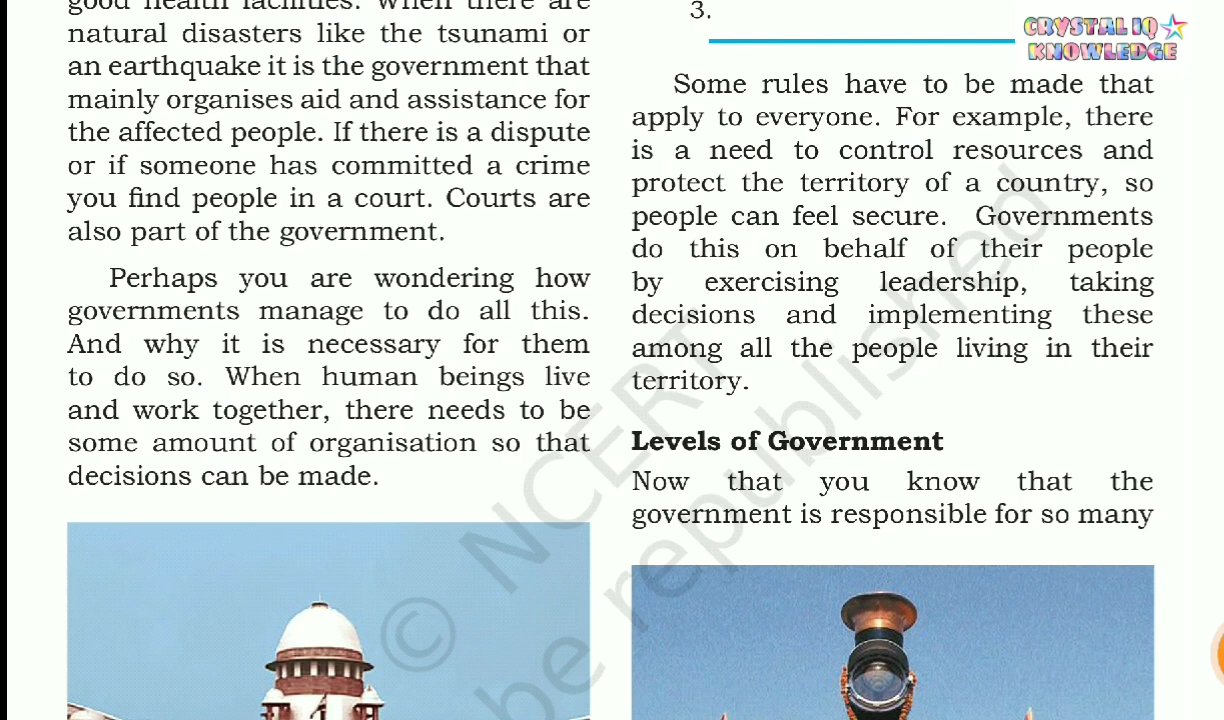 good health facilities. When there are
natural disasters like the tsunami or
an earthquake it is the government that
mainly organises aid and assistance for
the affected people. If there is a dispute
or if someone has committed a crime
you find people in a court. Courts are
also part of the government.
Perhaps you are wondering how
governments manage to do all this.
And why it is necessary for them
to do so. When human beings live
and work together, there needs to be
some amount of organisation so that
decisions can be made.
3.
CRYSTAL IQ
KNOWLEDGE
Some rules have to be made that
apply to everyone. For example, there
is a need to control resources and
protect the territory of a country, so
people can feel secure. Governments
do this on behalf of their people
by exercising leadership, taking
decisions and implementing these
among all the people living in their
territory.
Levels of Government
Now that you know that the
government is responsible for so many
© NCERT
be republished